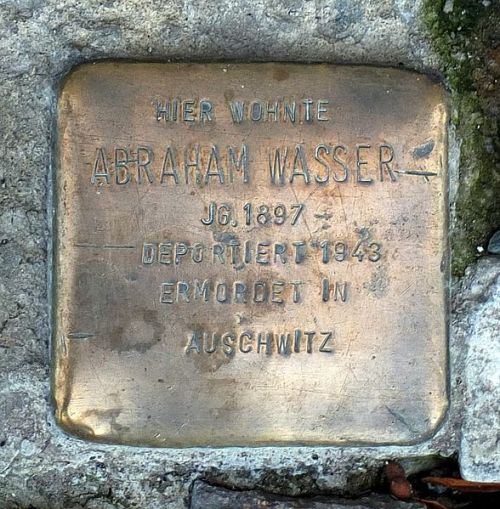 HIER WOHNTE
ABRAHAM WASSER
JG. 1897
DEPORTIERT 1943
ERMORDET IN
AUSCHWITZ